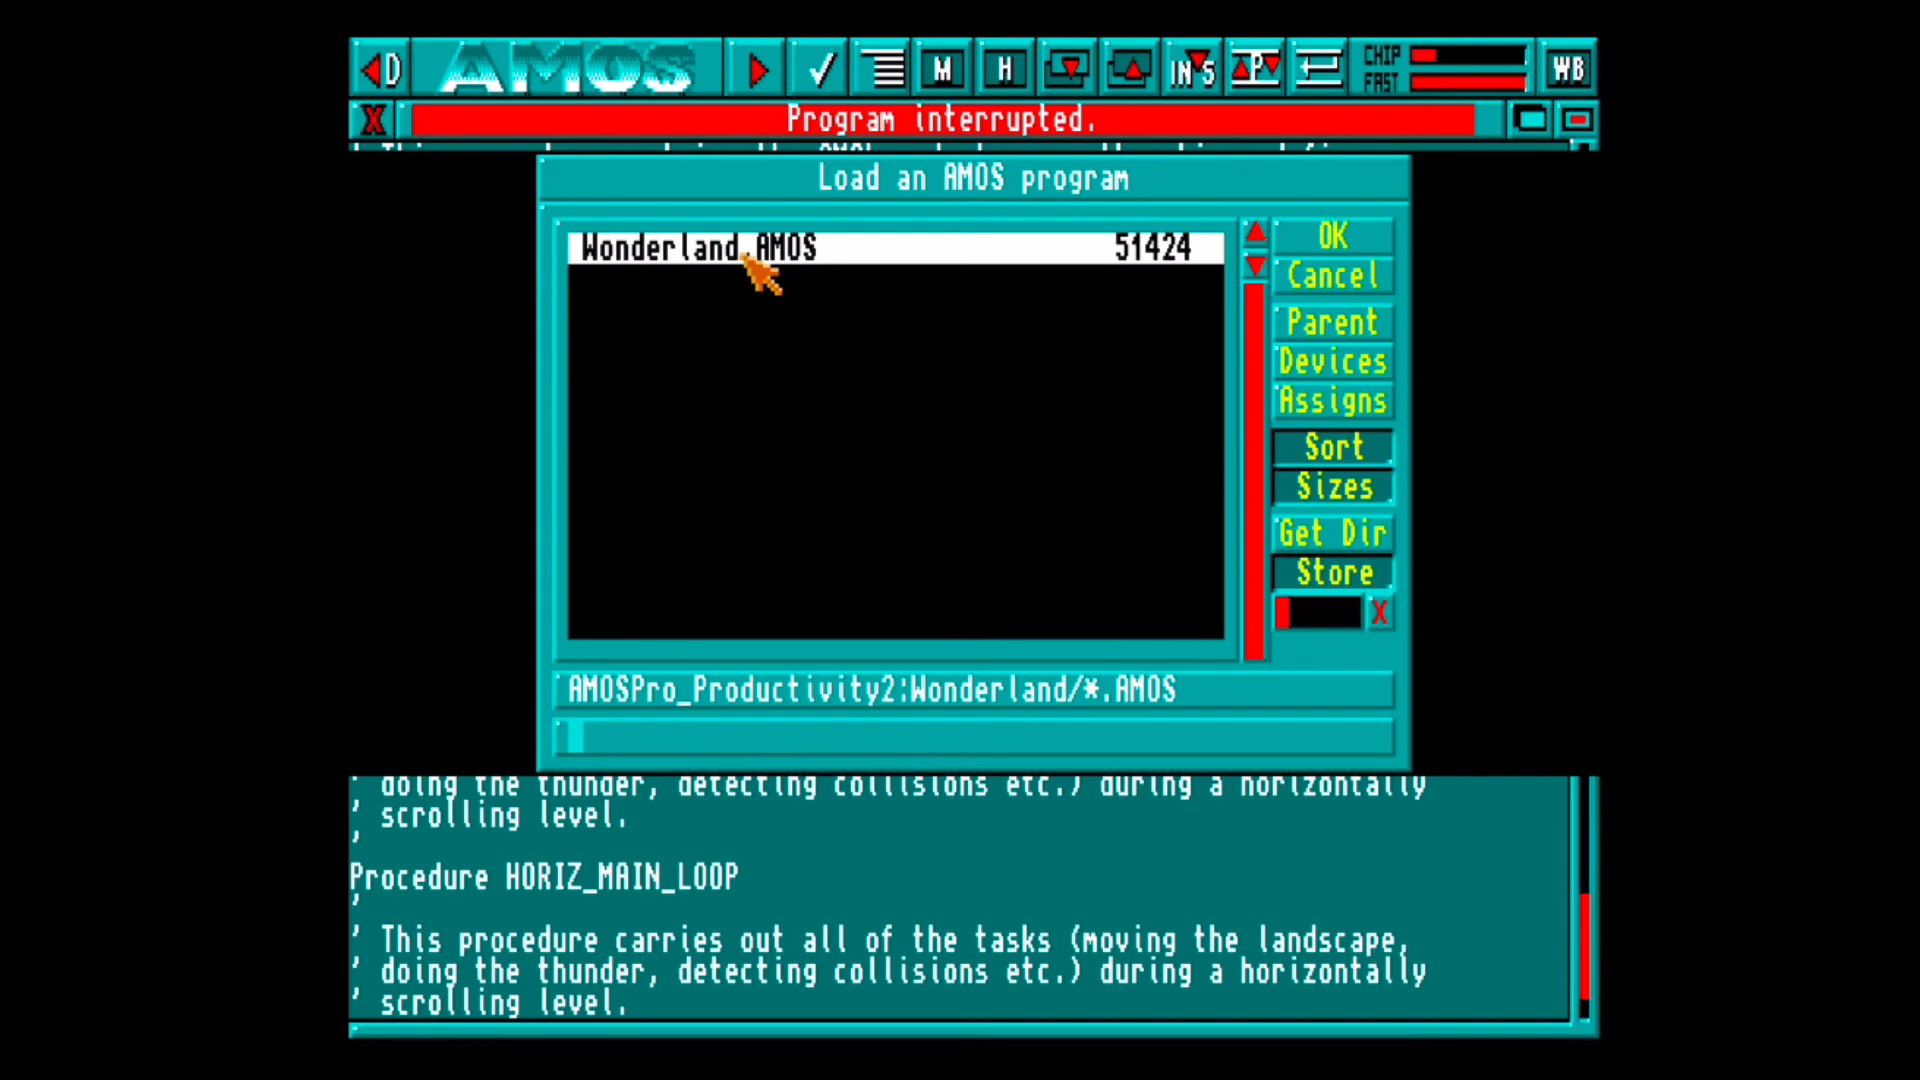 D AMOS M H IN S P CHIP WB
FAST
X Program interrupted.
Load an AMOS program
Wonderland.AMOS 51424
OK
Cancel
Parent
Devices
Assigns
Sort
Sizes
Get Dir
Store
X
AMOSPro_Productivity2:Wonderland/*.AMOS
' doing the thunder, detecting collisions etc.) during a horizontally
' scrolling level.
'
Procedure HORIZ_MAIN_LOOP
'
' This procedure carries out all of the tasks (moving the landscape,
' doing the thunder, detecting collisions etc.) during a horizontally
' scrolling level.